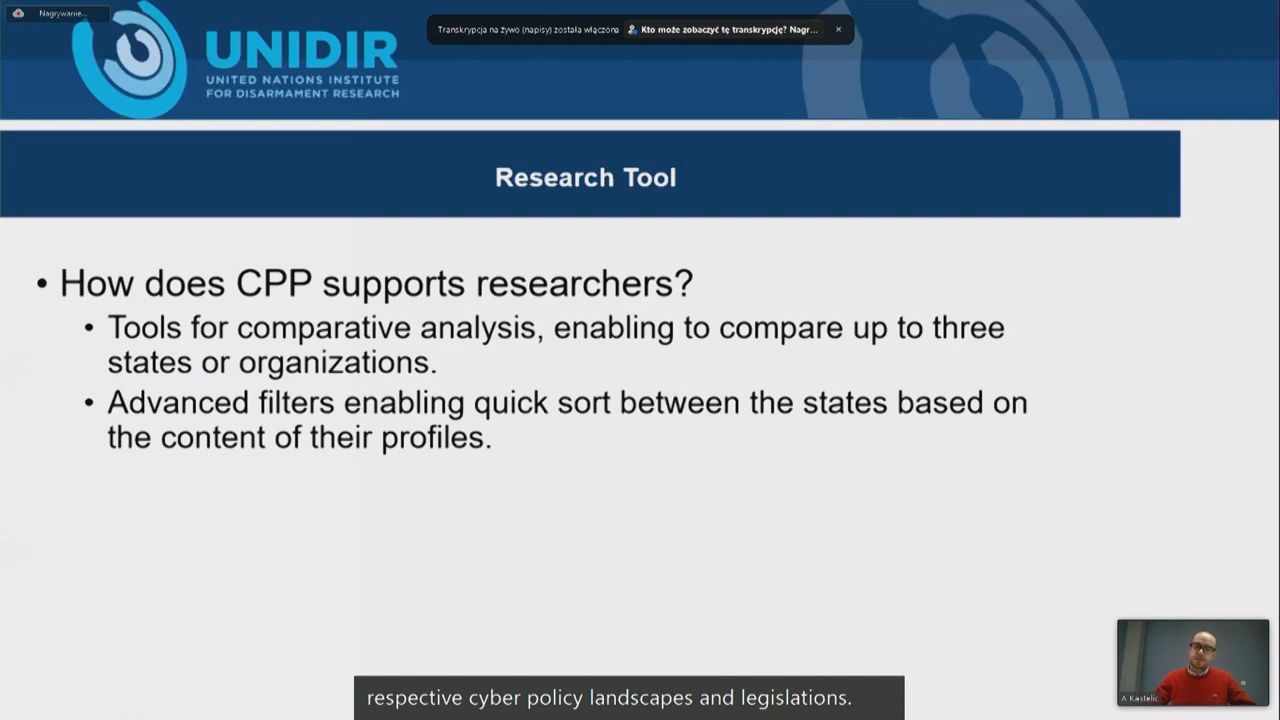 Nagrywanie...
Transkrypcja na żywo (napisy) została włączona Kto może zobaczyć tę transkrypcję? Nagr... ×
UNIDIR
UNITED NATIONS INSTITUTE
FOR DISARMAMENT RESEARCH
Research Tool
• How does CPP supports researchers?
• Tools for comparative analysis, enabling to compare up to three
states or organizations.
• Advanced filters enabling quick sort between the states based on
the content of their profiles.
A Kastelic
respective cyber policy landscapes and legislations.